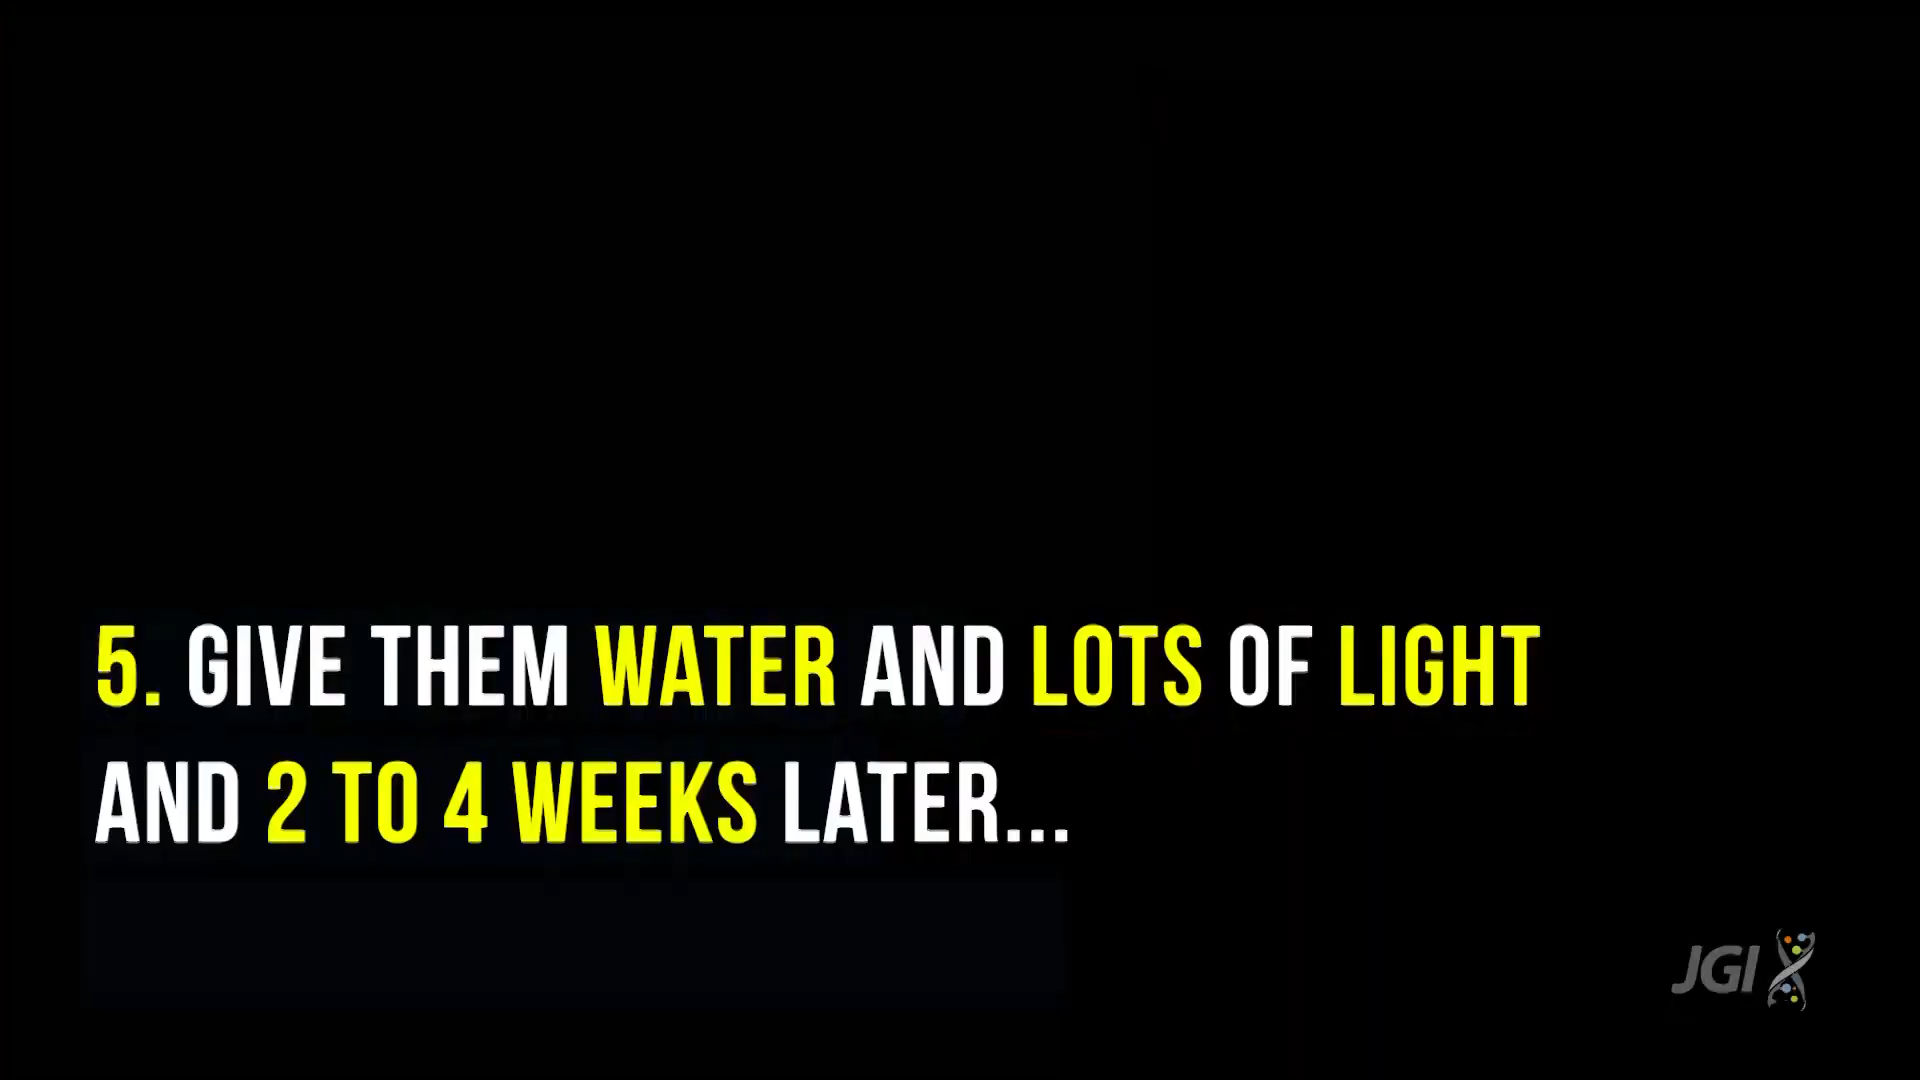 5. GIVE THEM WATER AND LOTS OF LIGHT
AND 2 TO 4 WEEKS LATER...
JGI